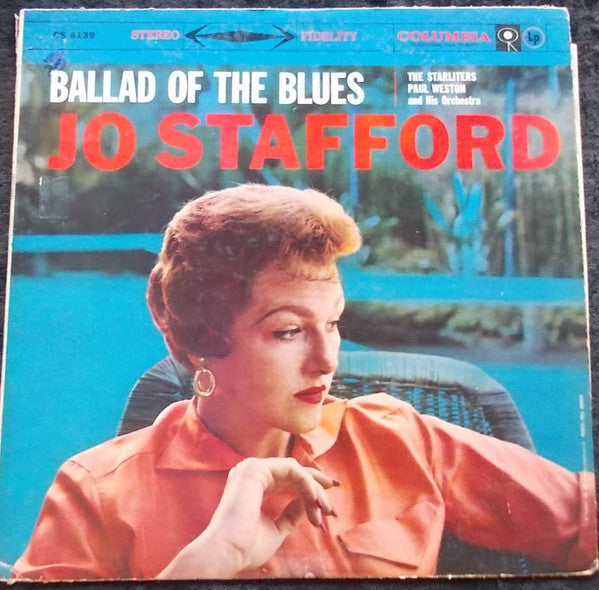 CS 8139 STEREO FIDELITY COLUMBIA Lp
BALLAD OF THE BLUES
THE STARLITERS
PAUL WESTON
and His Orchestra
JO STAFFORD